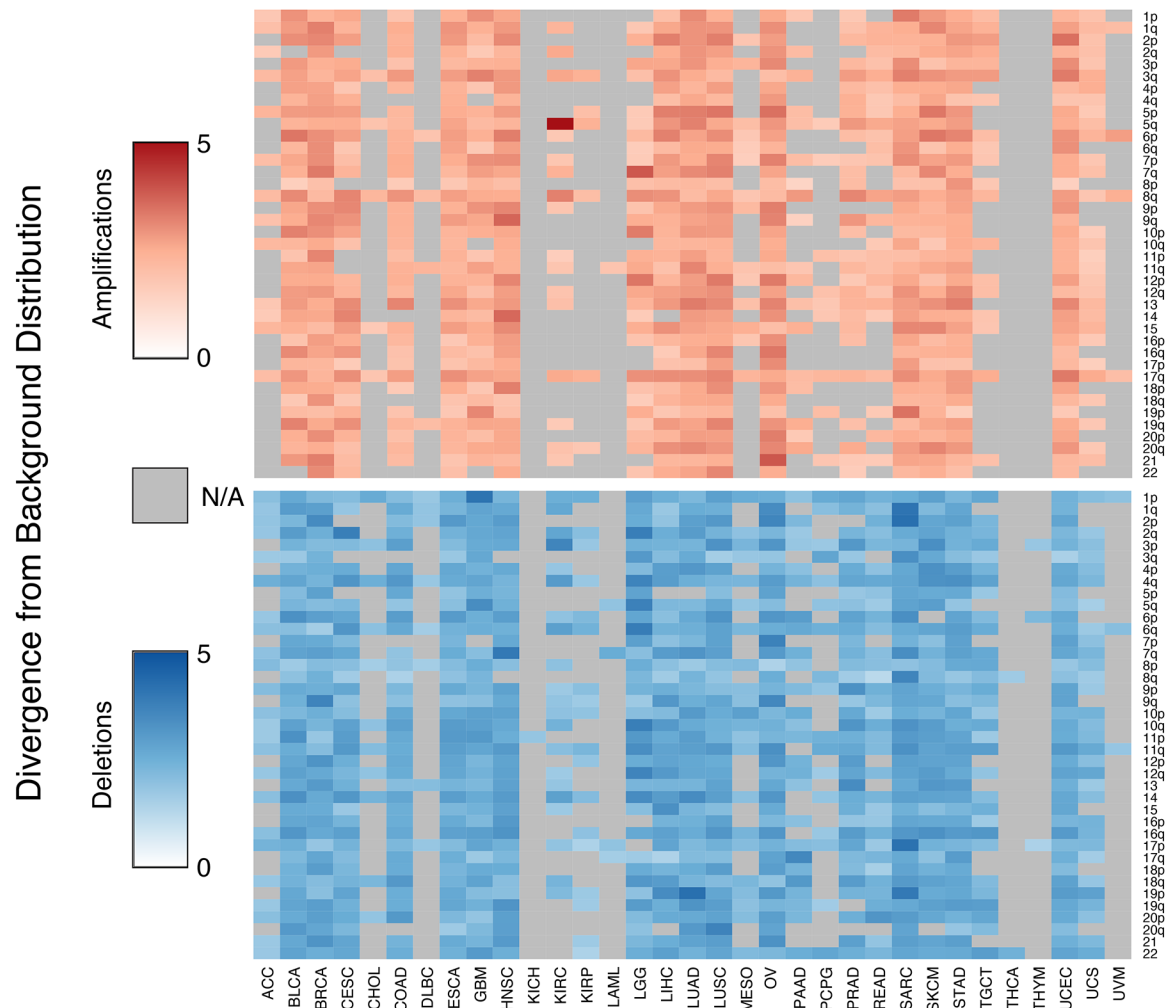 Divergence from Background Distribution
Amplifications
5
0
N/A
Deletions
5
0
1p
1q
2p
2q
3p
3q
4p
4q
5p
5q
6p
6q
7p
7q
8p
8q
9p
9q
10p
10q
11p
11q
12p
12q
13
14
15
16p
16q
17p
17q
18p
18q
19p
19q
20p
20q
21
22
1p
1q
2p
2q
3p
3q
4p
4q
5p
5q
6p
6q
7p
7q
8p
8q
9p
9q
10p
10q
11p
11q
12p
12q
13
14
15
16p
16q
17p
17q
18p
18q
19p
19q
20p
20q
21
22
ACC
BLCA
BRCA
CESC
CHOL
COAD
DLBC
ESCA
GBM
HNSC
KICH
KIRC
KIRP
LAML
LGG
LIHC
LUAD
LUSC
MESO
OV
PAAD
PCPG
PRAD
READ
SARC
SKCM
STAD
TGCT
THCA
THYM
UCEC
UCS
UVM